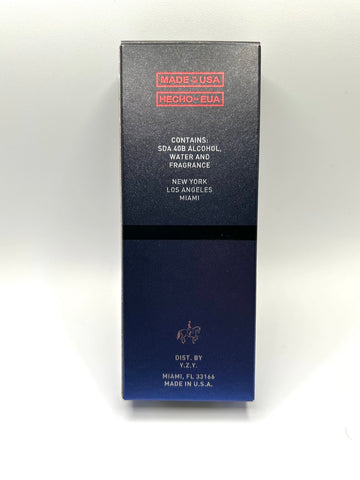 MADE IN USA
HECHO EN EUA
CONTAINS:
SDA 40B ALCOHOL,
WATER AND
FRAGRANCE
NEW YORK
LOS ANGELES
MIAMI
DIST. BY
Y.Z.Y.
MIAMI, FL 33166
MADE IN U.S.A.